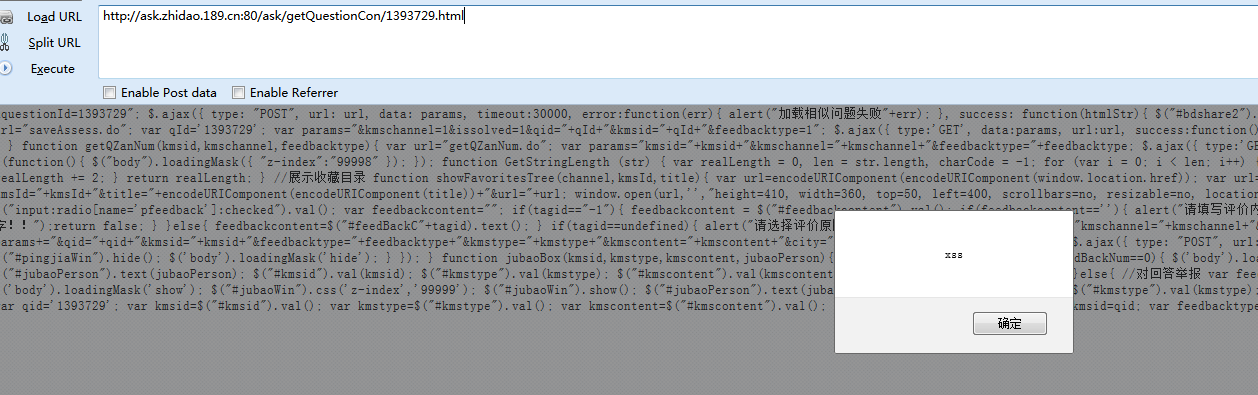 Load URL
http://ask.zhidao.189.cn:80/ask/getQuestionCon/1393729.html
Split URL
Execute
Enable Post data Enable Referrer
questionId=1393729"; $.ajax({ type: "POST", url: url, data: params, timeout:30000, error:function(err){ alert("加载相似问题失败"+err); }, success: function(htmlStr){ $("#bdshare2").
rl="saveAssess.do"; var qId='1393729'; var params="&kmschannel=1&issolved=1&qid="+qId+"&kmsid="+qId+"&feedbacktype=1"; $.ajax({ type:'GET', data:params, url:url, success:function()
} function getQZanNum(kmsid,kmschannel,feedbacktype){ var url="getQZanNum.do"; var params="kmsid="+kmsid+"&kmschannel="+kmschannel+"&feedbacktype="+feedbacktype; $.ajax({ type:'GE
(function(){ $("body").loadingMask({ "z-index":"99998" }); }); function GetStringLength (str) { var realLength = 0, len = str.length, charCode = -1; for (var i = 0; i < len; i++)
ealLength += 2; } return realLength; } //展示收藏目录 function showFavoritesTree(channel,kmsId,title){ var url=encodeURIComponent(encodeURIComponent(window.location.href)); var url=
msId="+kmsId+"&title="+encodeURIComponent(encodeURIComponent(title))+"&url="+url; window.open(url,'',"height=410, width=360, top=50, left=400, scrollbars=no, resizable=no, locatio
("input:radio[name='pfeedback']:checked").val(); var feedbackcontent=""; if(tagid=="-1"){ feedbackcontent = $("#feedbackcontent").val(); if(feedbackcontent==''){ alert("请填写评价内
字！！");return false; } }else{ feedbackcontent=$("#feedBackC"+tagid).text(); } if(tagid==undefined){ alert("请选择评价原 "kmschannel="+kmschannel+"&
arams+="&qid="+qid+"&kmsid="+kmsid+"&feedbacktype="+feedbacktype+"&kmstype="+kmstype+"&kmscontent="+kmscontent+"&city=" $.ajax({ type: "POST", url:
("#pingjiaWin").hide(); $('body').loadingMask('hide'); } }); } function jubaoBox(kmsid,kmstype,kmscontent,jubaoPerson){ dBackNum==0){ $('body').lo
"#jubaoPerson").text(jubaoPerson); $("#kmsid").val(kmsid); $("#kmstype").val(kmstype); $("#kmscontent").val(kmsconten }else{ //对回答举报 var fee
'body').loadingMask('show'); $("#jubaoWin").css('z-index','99999'); $("#jubaoWin").show(); $("#jubaoPerson").text(juba $("#kmstype").val(kmstype);
ar qid='1393729'; var kmsid=$("#kmsid").val(); var kmstype=$("#kmstype").val(); var kmscontent=$("#kmscontent").val(); kmsid=qid; var feedbacktyp
xss
确定